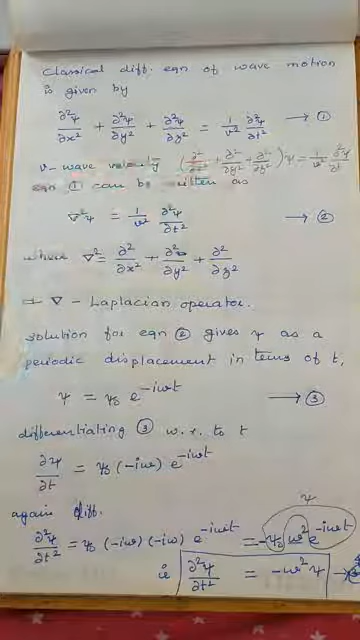 Classical diff. eqn of wave motion
is given by
∂²ψ/∂x² + ∂²ψ/∂y² + ∂²ψ/∂z² = 1/v² ∂²ψ/∂t² → ①
v - wave velocity (∂²/∂x² + ∂²/∂y² + ∂²/∂z²)ψ = 1/v² ∂²ψ/∂t²
eqn ① can be written as
∇²ψ = 1/v² ∂²ψ/∂t² → ②
where ∇² = ∂²/∂x² + ∂²/∂y² + ∂²/∂z²
∇ - Laplacian operator.
solution for eqn ② gives ψ as a
periodic displacement in terms of t,
ψ = ψ₀ e^{-iωt} → ③
differentiating ③ w.r.to t
∂ψ/∂t = ψ₀ (-iω) e^{-iωt}
again diff. ψ
∂²ψ/∂t² = ψ₀ (-iω) (-iω) e^{-iωt} = -ψ₀ ω² e^{-iωt}
ie ∂²ψ/∂t² = -ω² ψ →